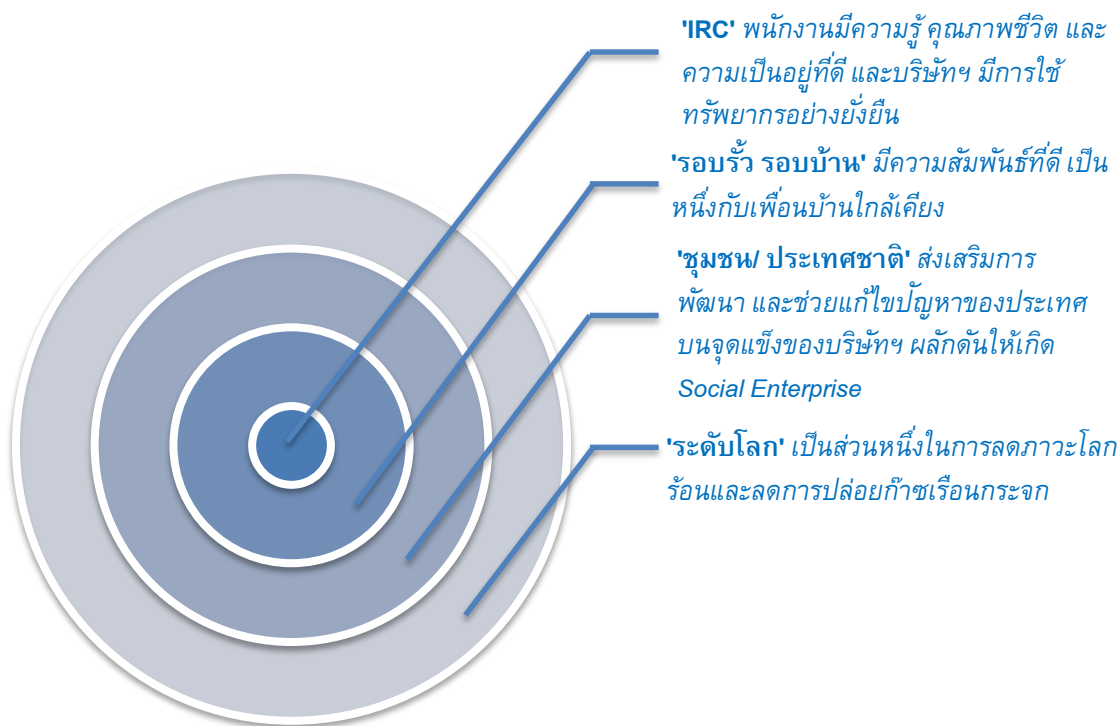 'IRC' พนักงานมีความรู้ คุณภาพชีวิต และ
ความเป็นอยู่ที่ดี และบริษัทฯ มีการใช้
ทรัพยากรอย่างยั่งยืน
'รอบรั้ว รอบบ้าน' มีความสัมพันธ์ที่ดี เป็น
หนึ่งกับเพื่อนบ้านใกล้เคียง
'ชุมชน/ ประเทศชาติ' ส่งเสริมการ
พัฒนา และช่วยแก้ไขปัญหาของประเทศ
บนจุดแข็งของบริษัทฯ ผลักดันให้เกิด
Social Enterprise
'ระดับโลก' เป็นส่วนหนึ่งในการลดภาวะโลก
ร้อนและลดการปล่อยก๊าซเรือนกระจก